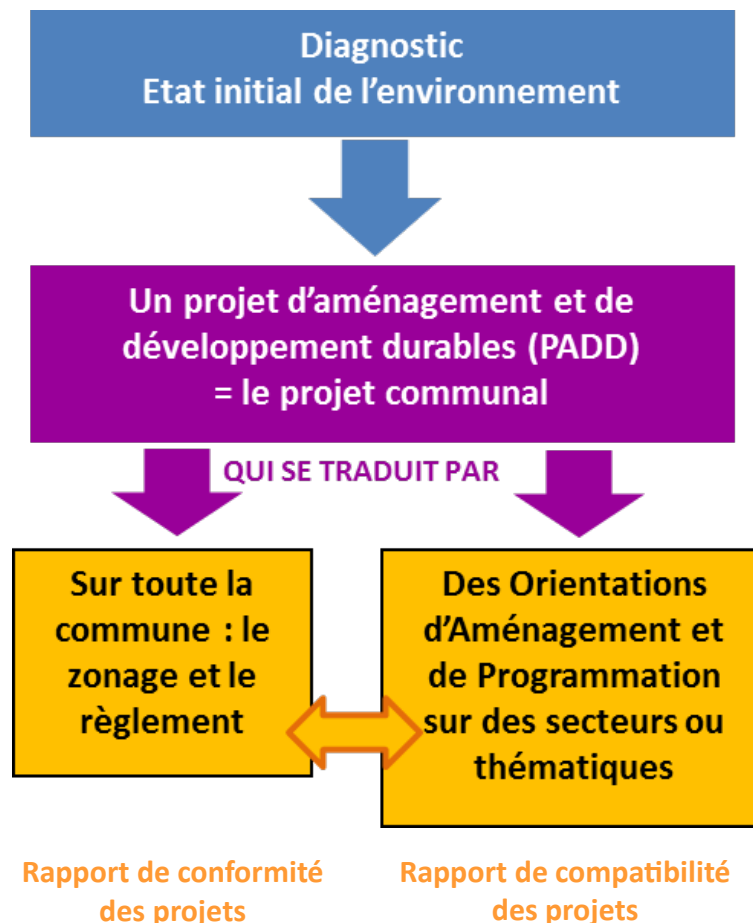 Diagnostic
Etat initial de l'environnement
Un projet d'aménagement et de
développement durables (PADD)
= le projet communal
QUI SE TRADUIT PAR
Sur toute la
commune : le
zonage et le
règlement
Des Orientations
d'Aménagement et
de Programmation
sur des secteurs ou
thématiques
Rapport de conformité
des projets
Rapport de compatibilité
des projets